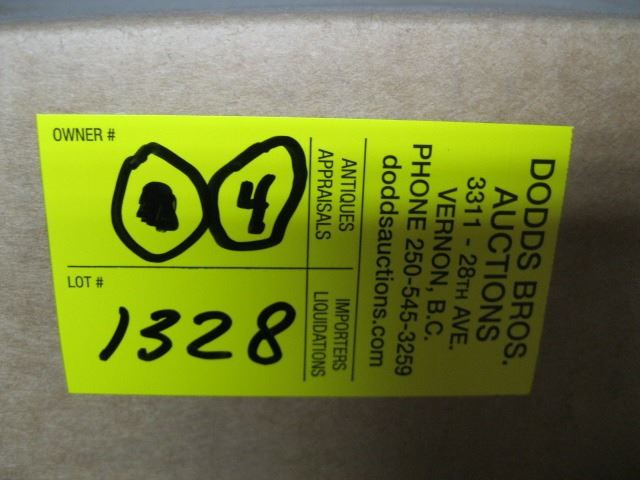 DODDS BROS.
AUCTIONS
3311 - 28TH AVE.
VERNON, B.C.
PHONE 250-545-3259
doddsauctions.com
ANTIQUES
APPRAISALS
IMPORTERS
LIQUIDATIONS
OWNER #
4
LOT #
1328